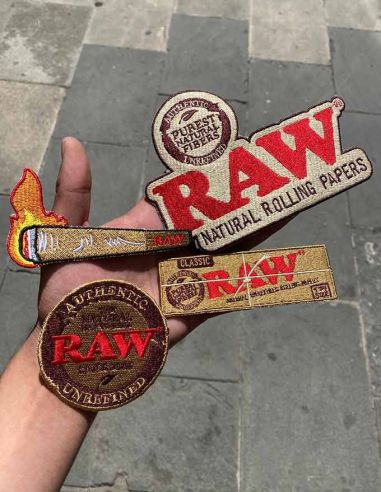 AUTHENTIC
PUREST
NATURAL
FIBERS
UNREFINED
RAW®
NATURAL ROLLING PAPERS
RAW
CLASSIC
RAW
AUTHENTIC
RAW
UNREFINED